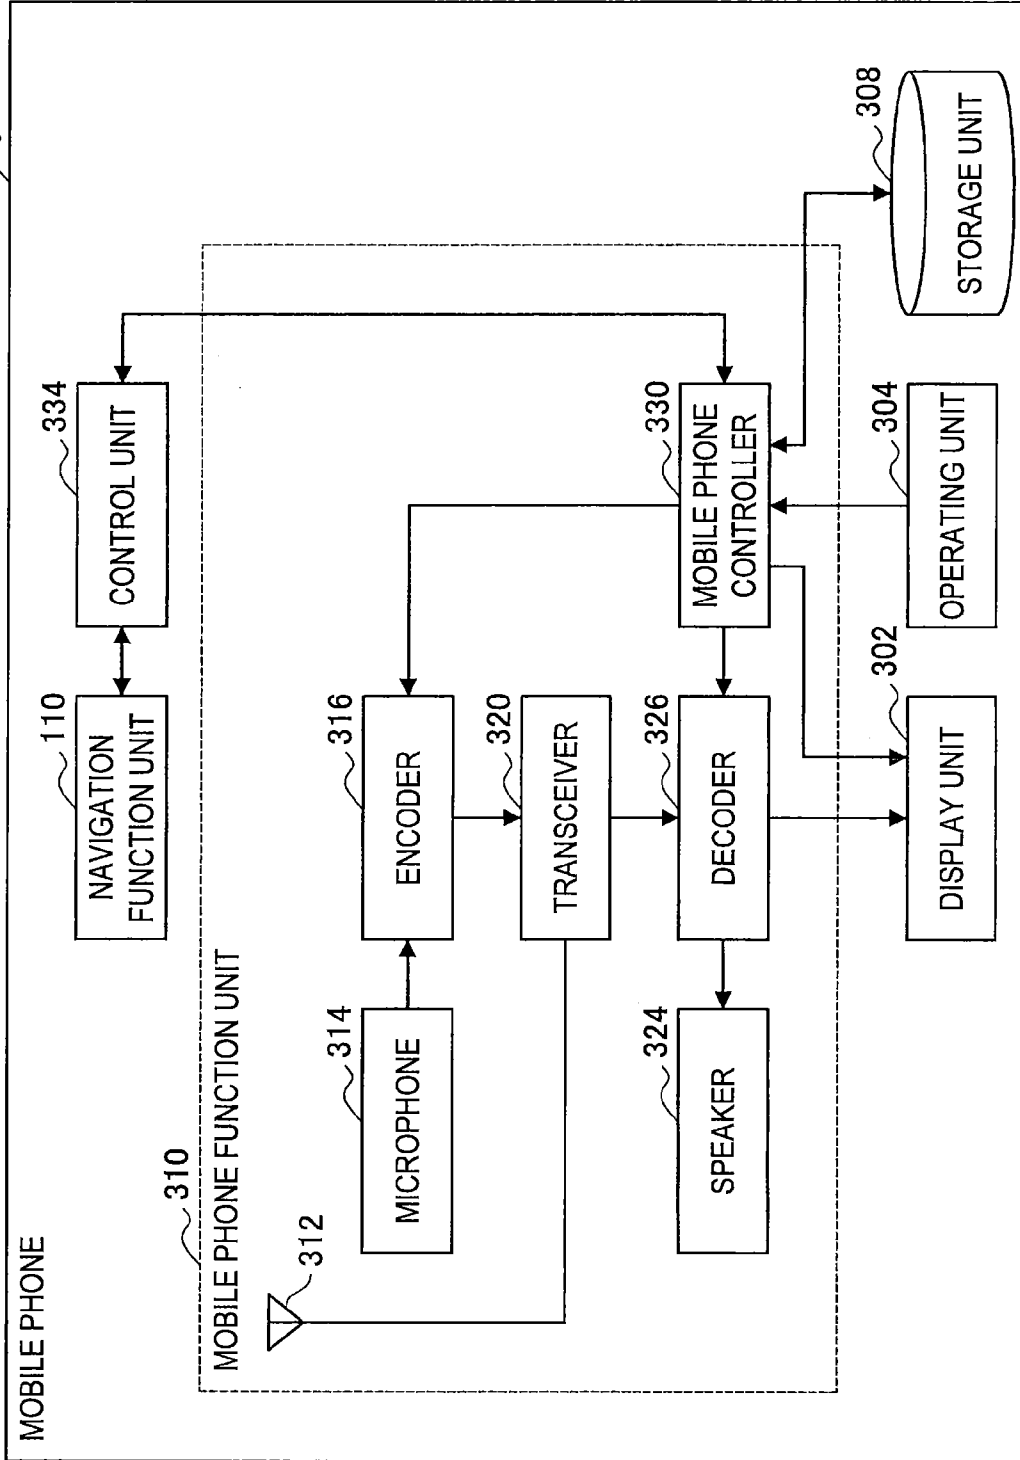 MOBILE PHONE
110
NAVIGATION
FUNCTION UNIT
334
CONTROL UNIT
310
MOBILE PHONE FUNCTION UNIT
312
314
MICROPHONE
316
ENCODER
320
TRANSCEIVER
324
SPEAKER
326
DECODER
330
MOBILE PHONE
CONTROLLER
302
DISPLAY UNIT
304
OPERATING UNIT
308
STORAGE UNIT